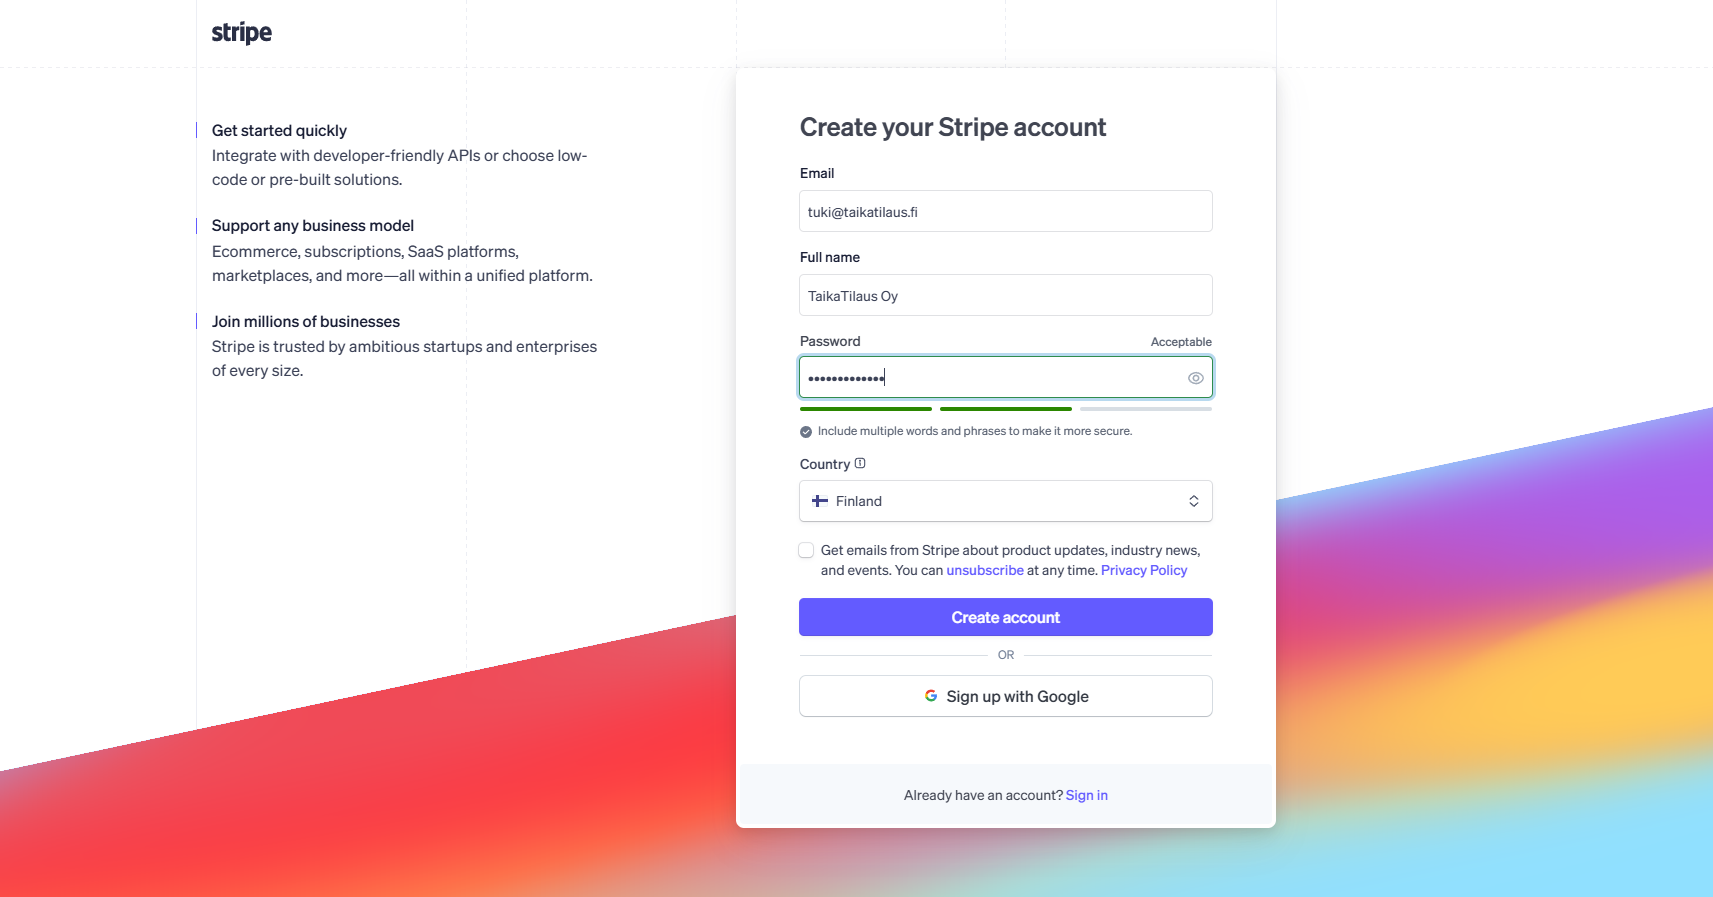 stripe
Get started quickly
Integrate with developer-friendly APIs or choose low-
code or pre-built solutions.
Support any business model
Ecommerce, subscriptions, SaaS platforms,
marketplaces, and more—all within a unified platform.
Join millions of businesses
Stripe is trusted by ambitious startups and enterprises
of every size.
Create your Stripe account
Email
tuki@taikatilaus.fi
Full name
TaikaTilaus Oy
Password Acceptable
•••••••••••••
Include multiple words and phrases to make it more secure.
Country
Finland
Get emails from Stripe about product updates, industry news,
and events. You can unsubscribe at any time. Privacy Policy
Create account
OR
Sign up with Google
Already have an account? Sign in